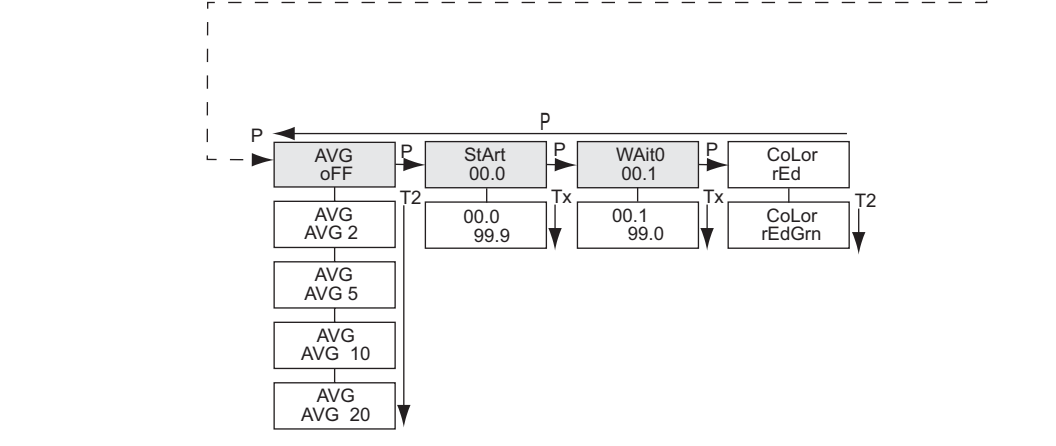 P
P
AVG
oFF
P
StArt
00.0
P
WAit0
00.1
P
CoLor
rEd
T2
AVG
AVG 2
00.0
99.9
Tx
00.1
99.0
Tx
CoLor
rEdGrn
T2
AVG
AVG 5
AVG
AVG 10
AVG
AVG 20